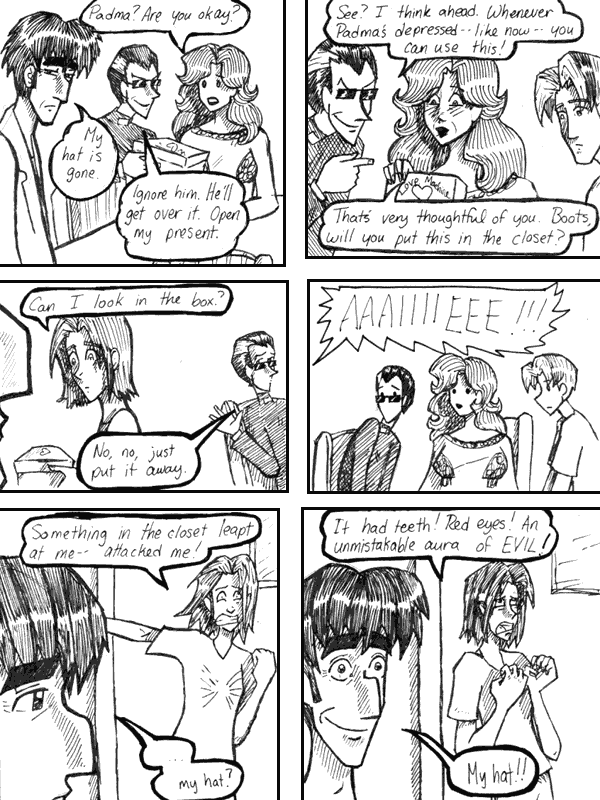 Padma? Are you okay?
My
hat is
gone.
Ignore him. He'll
get over it. Open
my present.
See? I think ahead. Whenever
Padma's depressed -- like now -- you
can use this!
Love Machine
That's very thoughtful of you. Boots,
will you put this in the closet?
Can I look in the box?
No, no, just
put it away.
AAAIIIIIEEE!!!
Something in the closet leapt
at me -- attacked me!
my hat?
It had teeth! Red eyes! An
unmistakable aura of EVIL!
My hat!!